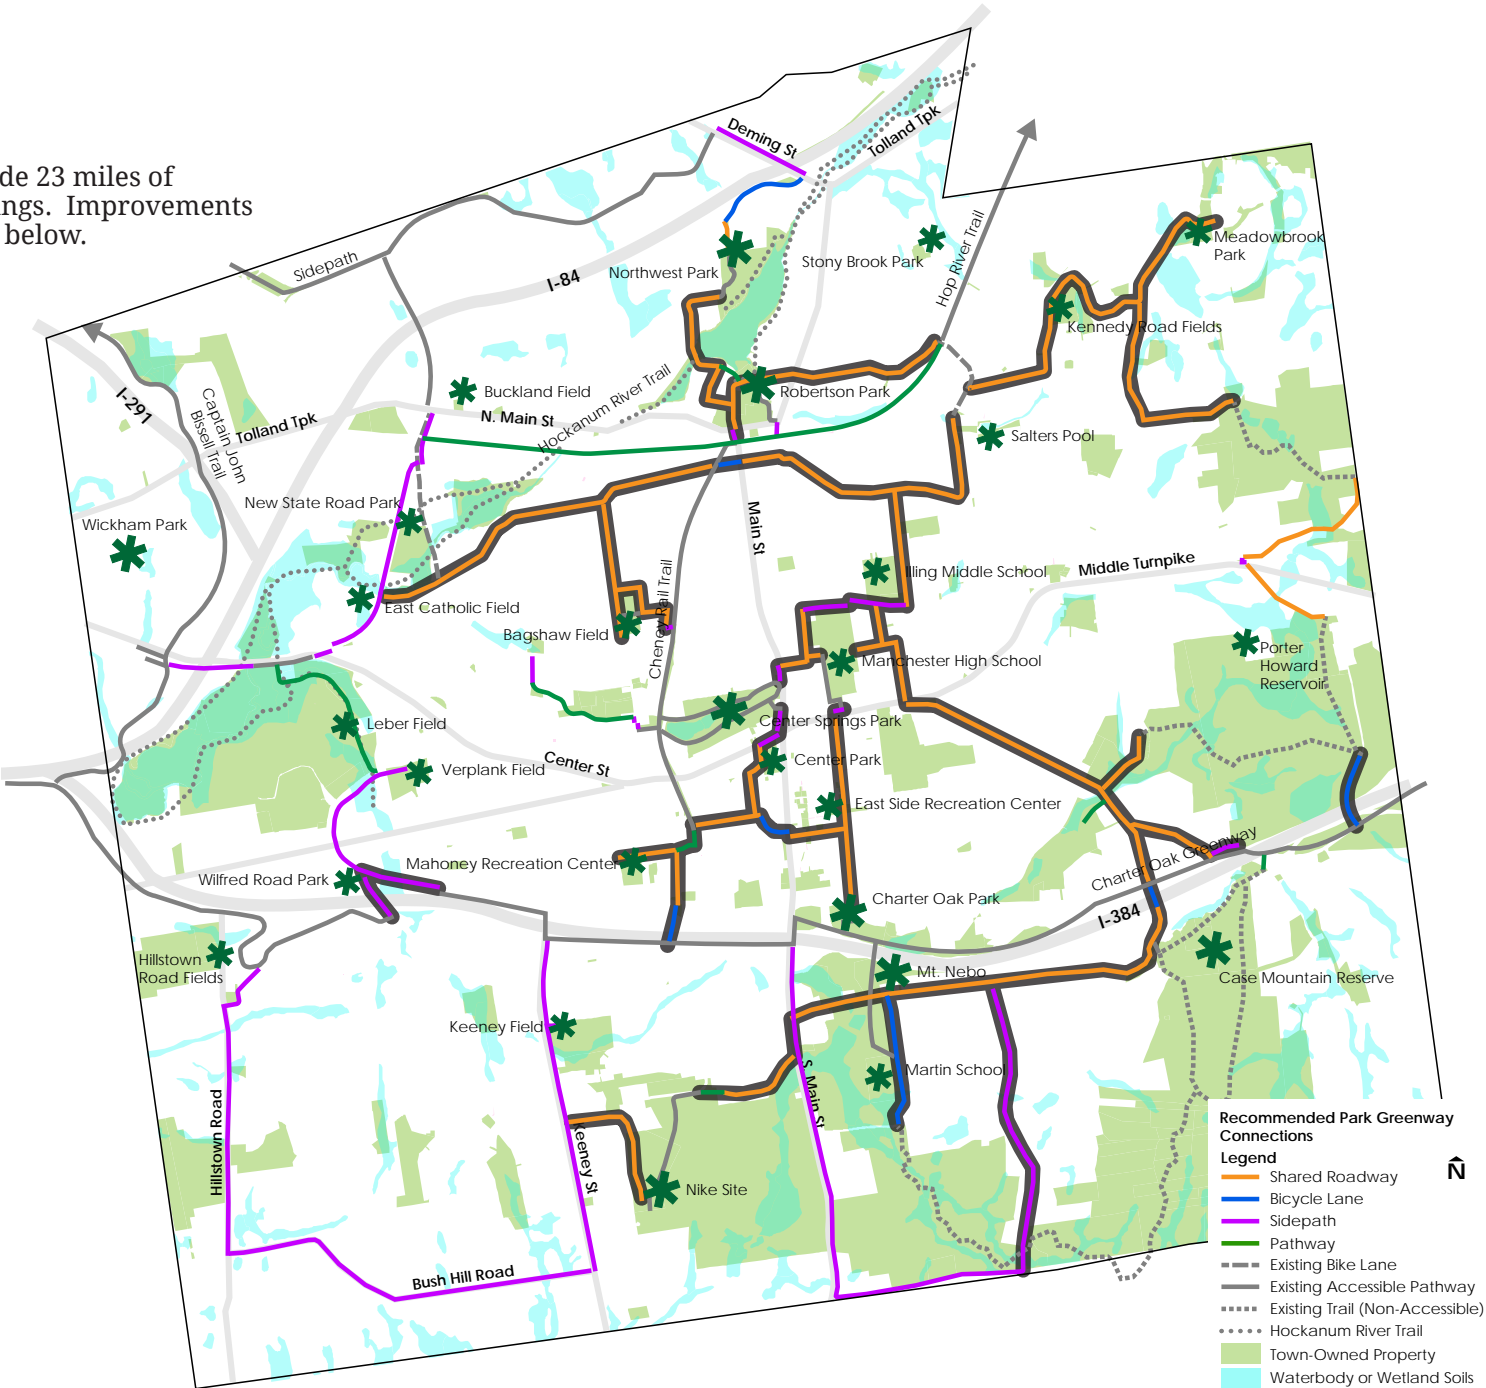 de 23 miles of
ngs.  Improvements
below.
Deming St
Tolland Tpk
Sidepath
I-84
Northwest Park
Stony Brook Park
Hop River Trail
Meadowbrook
Park
Kennedy Road Fields
I-291
Captain John
Bissell Trail
Tolland Tpk
Buckland Field
N. Main St
Hockanum River Trail
Robertson Park
Salters Pool
New State Road Park
Wickham Park
Main St
Illing Middle School
Middle Turnpike
East Catholic Field
Bagshaw Field
Cheney Rail Trail
Manchester High School
Porter
Howard
Reservoir
Leber Field
Center Springs Park
Verplank Field
Center St
Center Park
East Side Recreation Center
Mahoney Recreation Center
Wilfred Road Park
Charter Oak Greenway
Charter Oak Park
I-384
Hillstown
Road Fields
Mt. Nebo
Case Mountain Reserve
Keeney Field
Martin School
S. Main St
Hillstown Road
Keeney St
Nike Site
Bush Hill Road
Recommended Park Greenway
Connections
Legend
Shared Roadway
Bicycle Lane
Sidepath
Pathway
Existing Bike Lane
Existing Accessible Pathway
Existing Trail (Non-Accessible)
Hockanum River Trail
Town-Owned Property
Waterbody or Wetland Soils
N